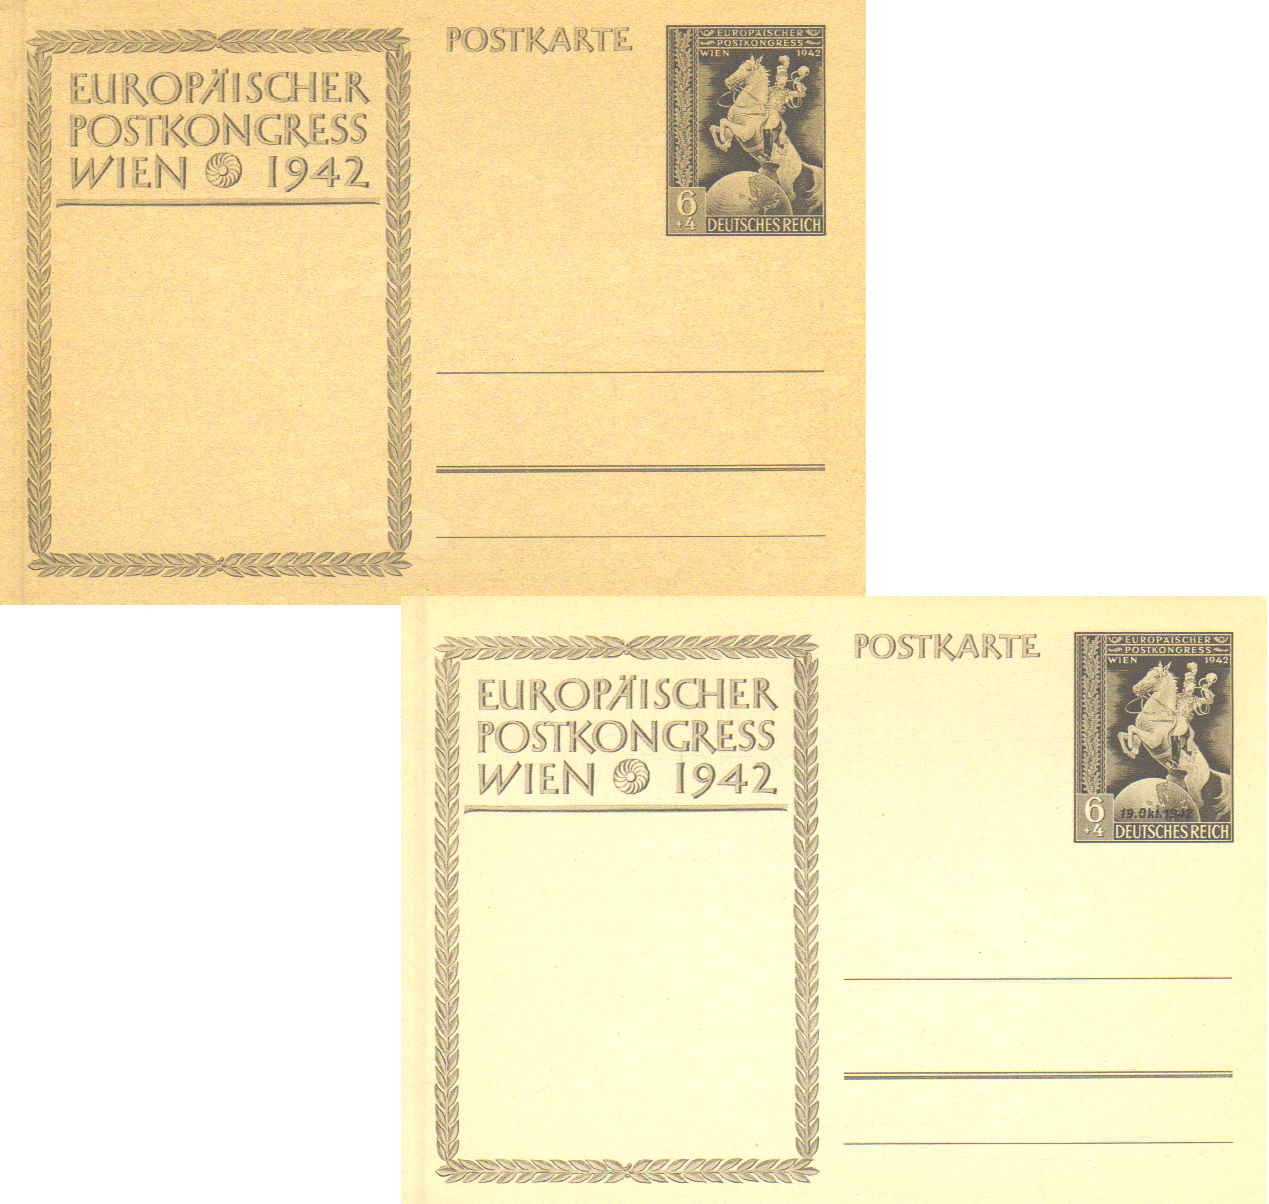 EUROPÄISCHER
POSTKONGRESS
WIEN 1942
POSTKARTE
EUROPÄISCHER
POSTKONGRESS
WIEN 1942
6
+4
DEUTSCHES REICH
EUROPÄISCHER
POSTKONGRESS
WIEN 1942
POSTKARTE
EUROPÄISCHER
POSTKONGRESS
WIEN 1942
19.Okt.1942
6
+4
DEUTSCHES REICH